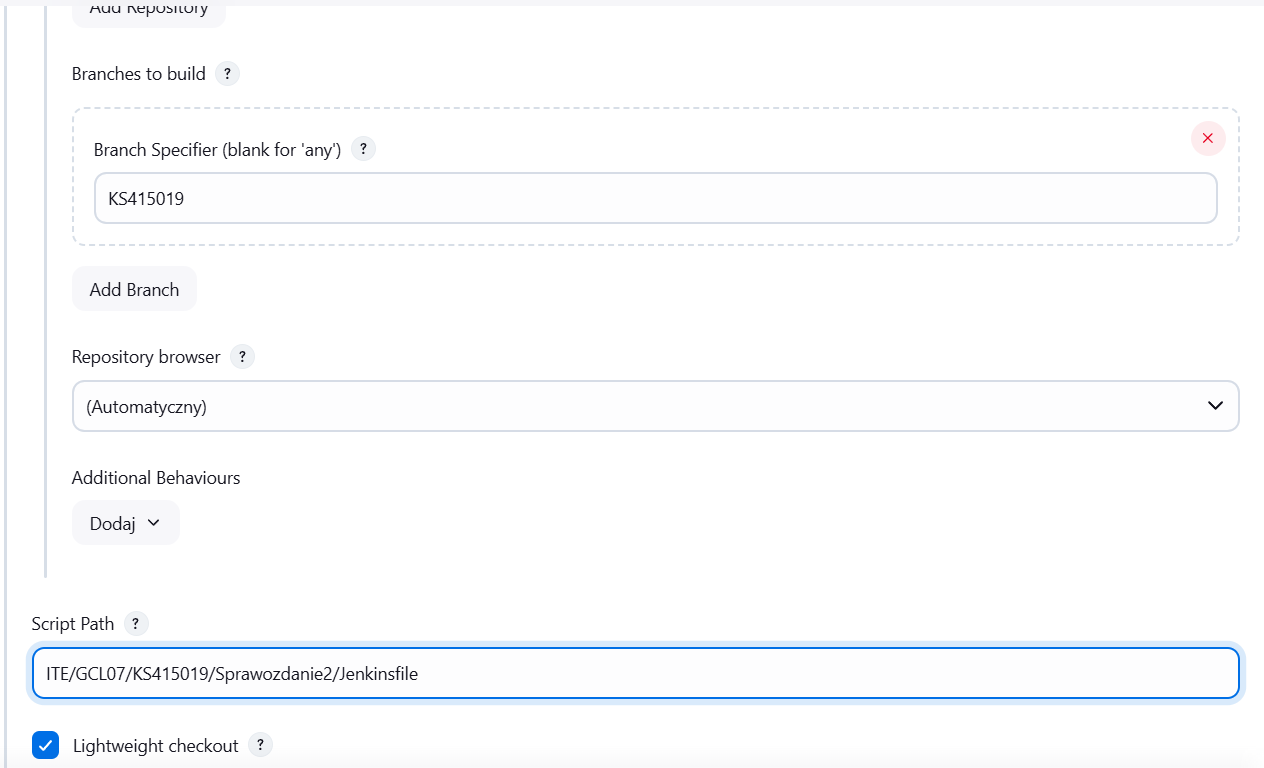 Add Repository
Branches to build ?
Branch Specifier (blank for 'any') ?
KS415019
Add Branch
Repository browser ?
(Automatyczny)
Additional Behaviours
Dodaj
Script Path ?
ITE/GCL07/KS415019/Sprawozdanie2/Jenkinsfile
Lightweight checkout ?